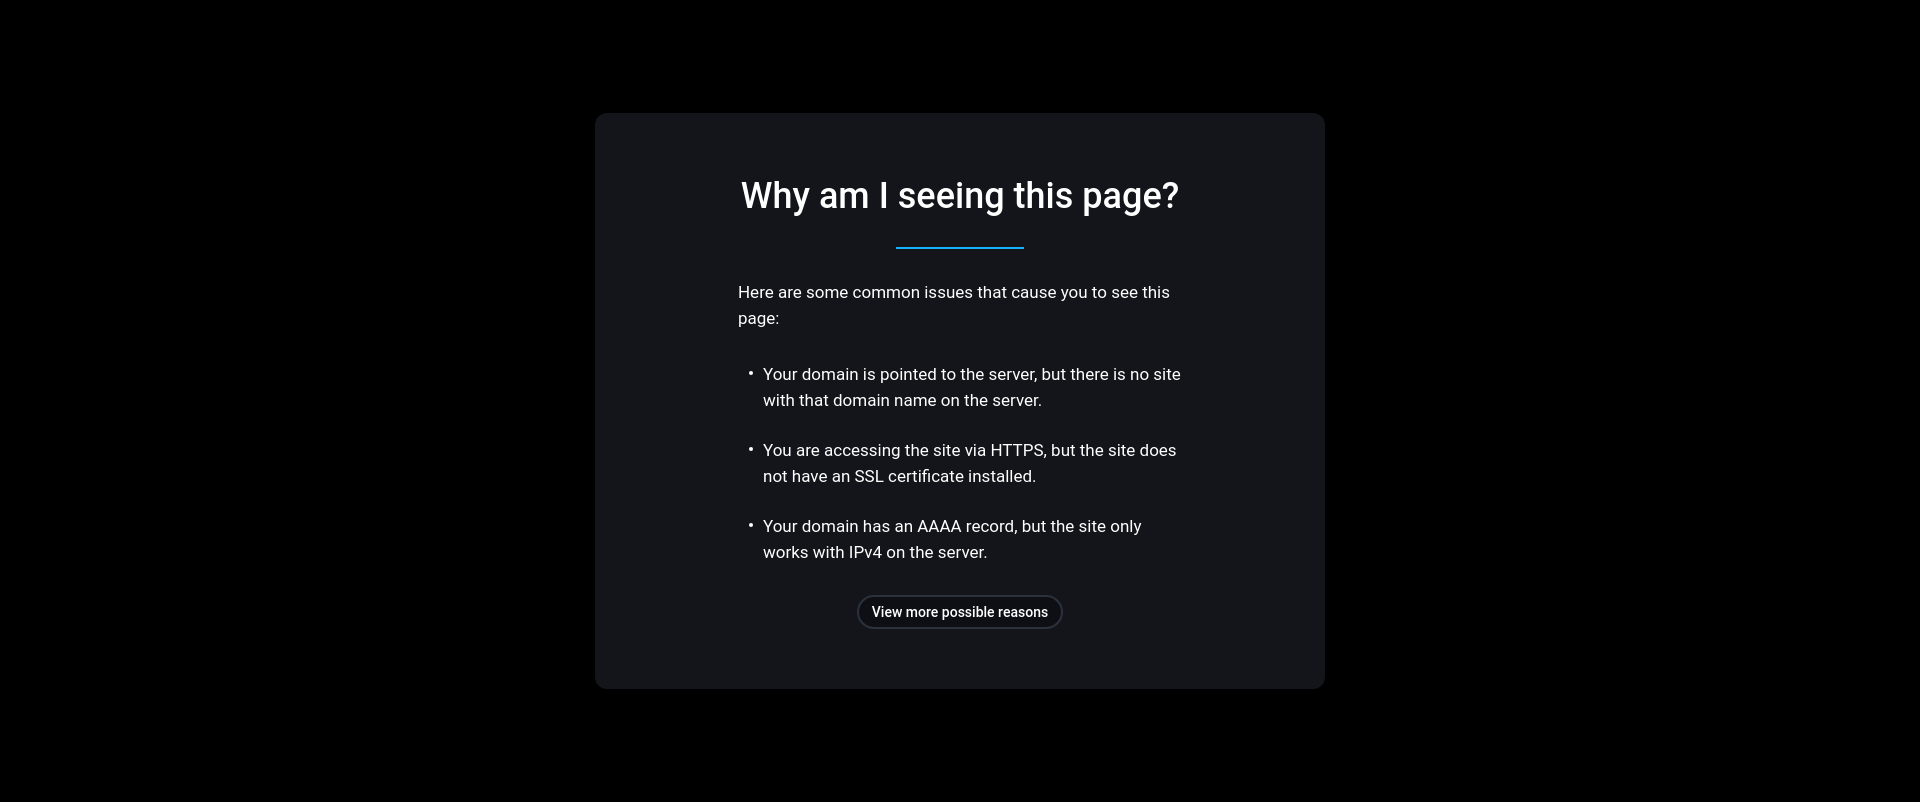 Why am I seeing this page?
Here are some common issues that cause you to see this
page:
• Your domain is pointed to the server, but there is no site
with that domain name on the server.
• You are accessing the site via HTTPS, but the site does
not have an SSL certificate installed.
• Your domain has an AAAA record, but the site only
works with IPv4 on the server.
View more possible reasons